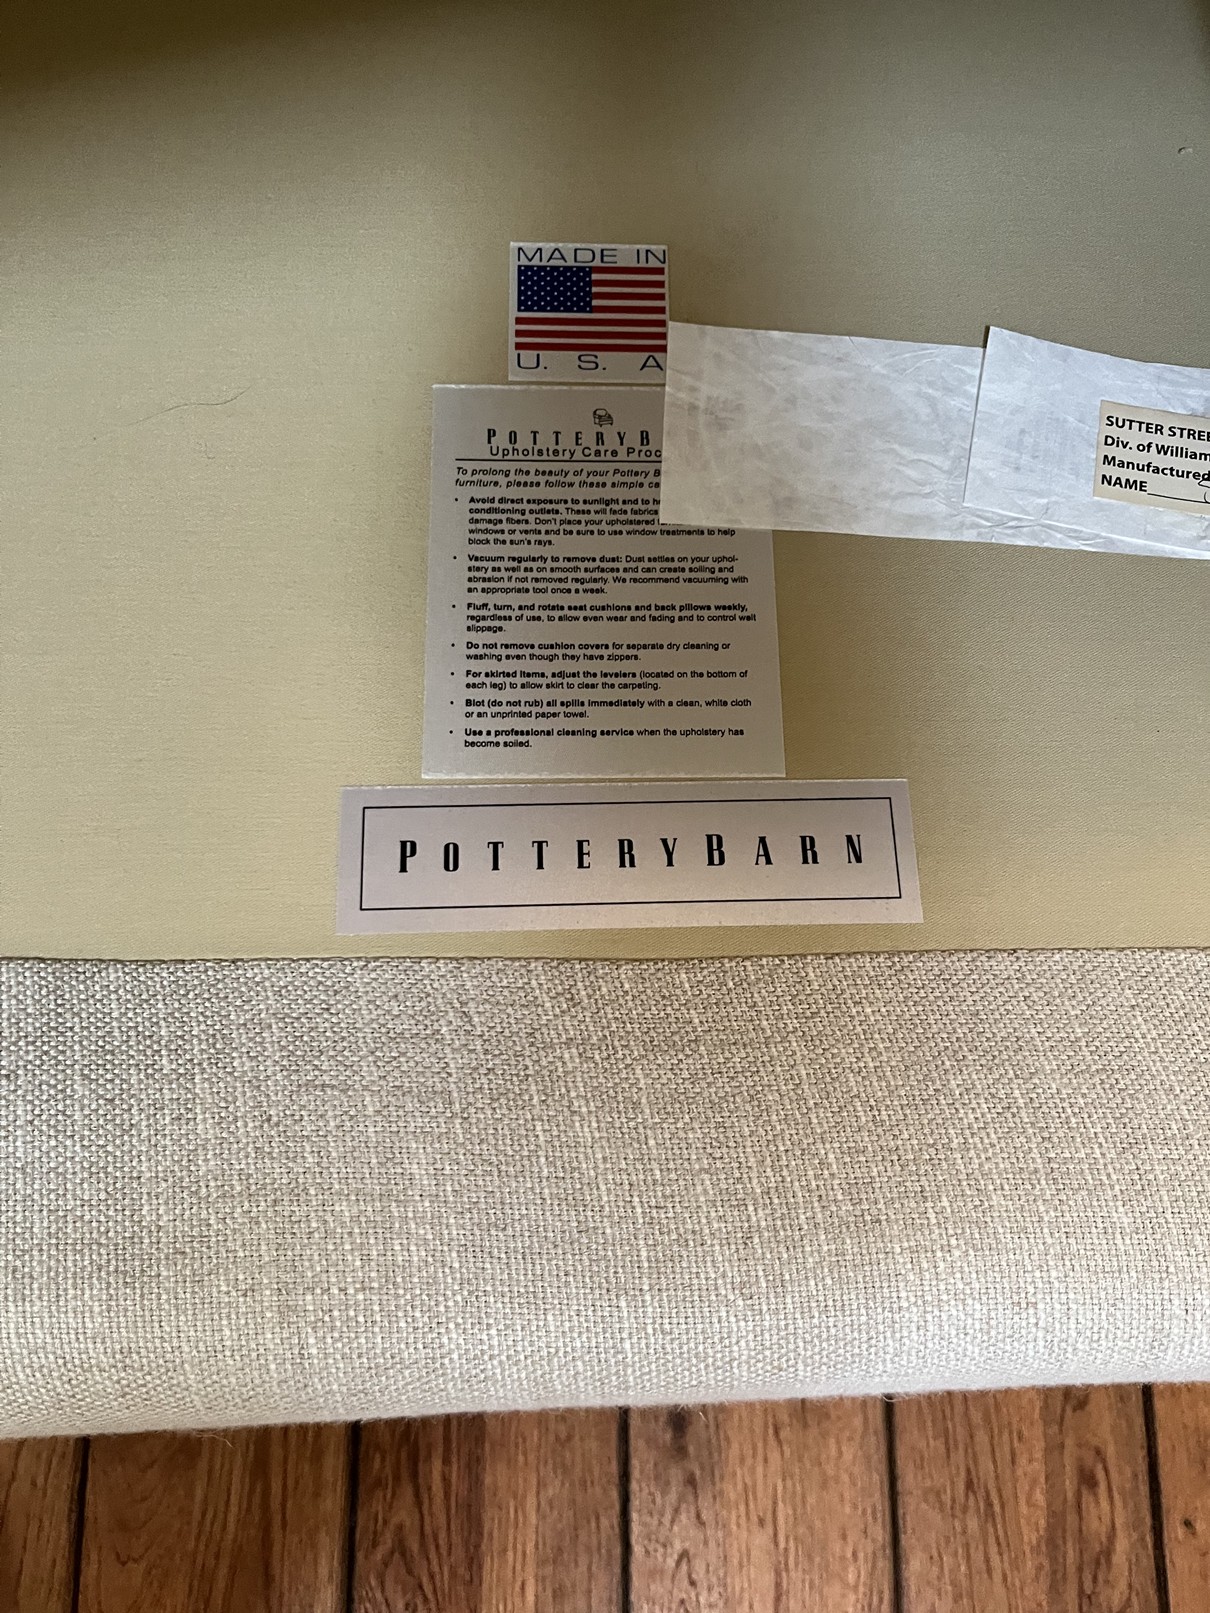 MADE IN
U. S. A
POTTERY B
Upholstery Care Proc
To prolong the beauty of your Pottery B
furniture, please follow these simple ca
• Avoid direct exposure to sunlight and to he
conditioning outlets. These will fade fabrics
damage fibers. Don't place your upholstered
windows or vents and be sure to use window treatments to help
block the sun's rays.
• Vacuum regularly to remove dust: Dust settles on your uphol-
stery as well as on smooth surfaces and can create soiling and
abrasion if not removed regularly. We recommend vacuuming with
an appropriate tool once a week.
• Fluff, turn, and rotate seat cushions and back pillows weekly,
regardless of use, to allow even wear and fading and to control welt
slippage.
• Do not remove cushion covers for separate dry cleaning or
washing even though they have zippers.
• For skirted items, adjust the levelers (located on the bottom of
each leg) to allow skirt to clear the carpeting.
• Blot (do not rub) all spills immediately with a clean, white cloth
or an unprinted paper towel.
• Use a professional cleaning service when the upholstery has
become soiled.
SUTTER STREE
Div. of William
Manufactured
NAME
POTTERYBARN